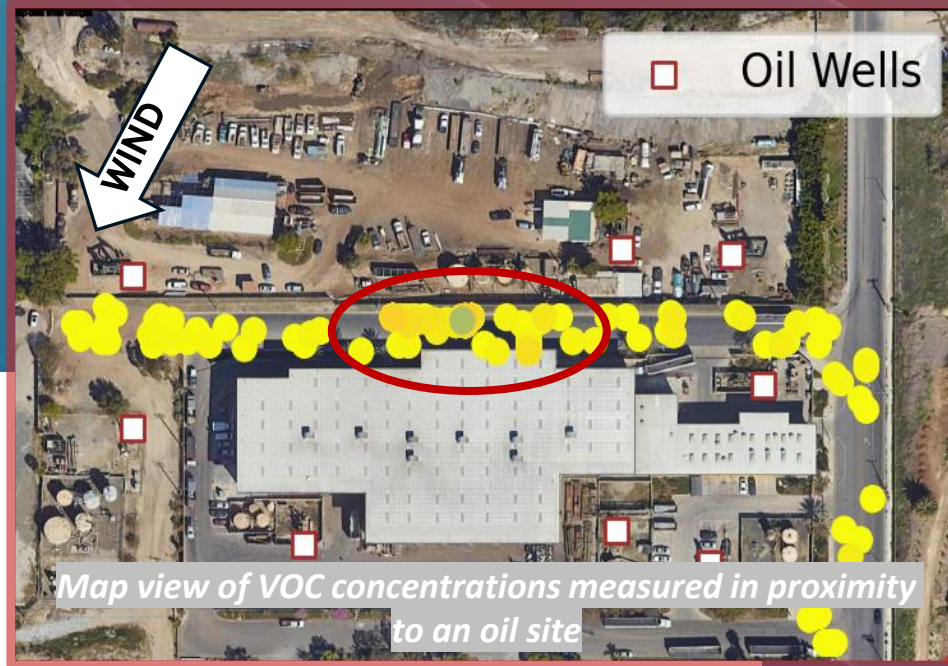 Oil Wells
WIND
Map view of VOC concentrations measured in proximity
to an oil site